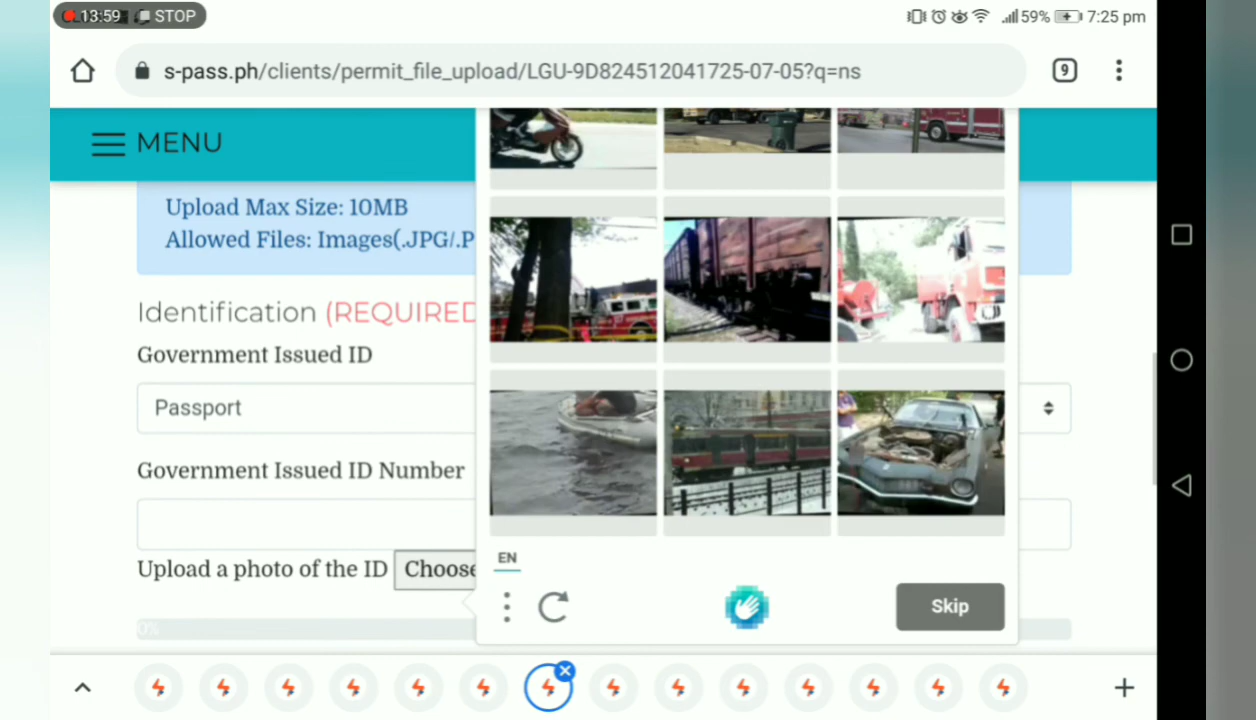 13:59 STOP 59% 7:25 pm
s-pass.ph/clients/permit_file_upload/LGU-9D824512041725-07-05?q=ns 9
MENU
Upload Max Size: 10MB
Allowed Files: Images(.JPG/.P
Identification (REQUIRED
Government Issued ID
Passport
Government Issued ID Number
EN
Upload a photo of the ID Choose
Skip
0%